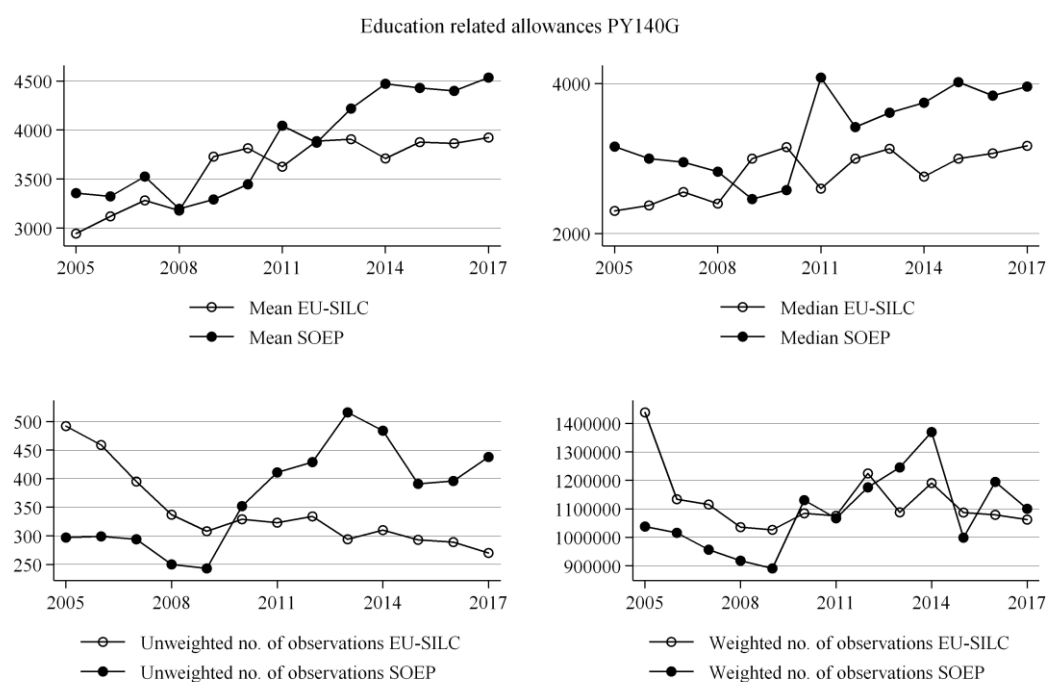 Education related allowances PY140G
4500
4000
3500
3000
2005 2008 2011 2014 2017
Mean EU-SILC
Mean SOEP
4000
2000
2005 2008 2011 2014 2017
Median EU-SILC
Median SOEP
500
450
400
350
300
250
2005 2008 2011 2014 2017
Unweighted no. of observations EU-SILC
Unweighted no. of observations SOEP
1400000
1300000
1200000
1100000
1000000
900000
2005 2008 2011 2014 2017
Weighted no. of observations EU-SILC
Weighted no. of observations SOEP